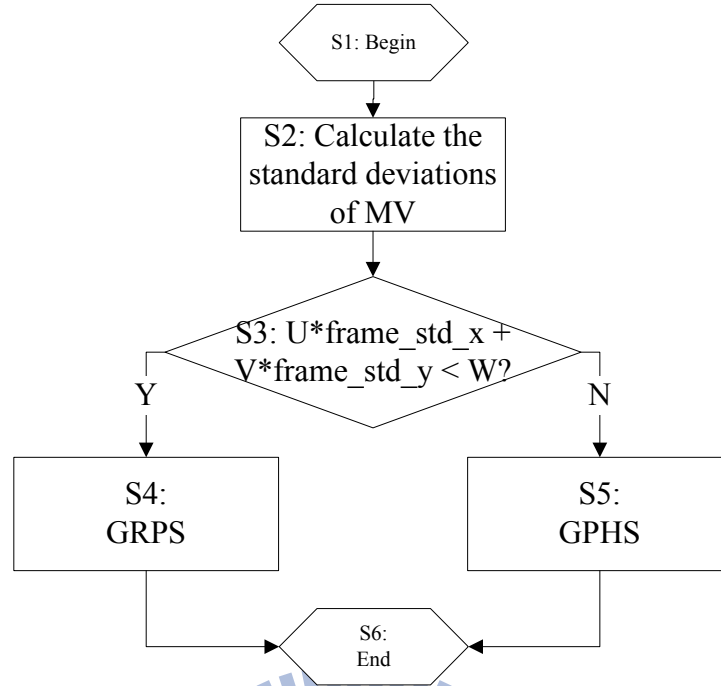 S1: Begin
S2: Calculate the
standard deviations
of MV
S3: U*frame_std_x +
V*frame_std_y < W?
Y
N
S4:
GRPS
S5:
GPHS
S6:
End